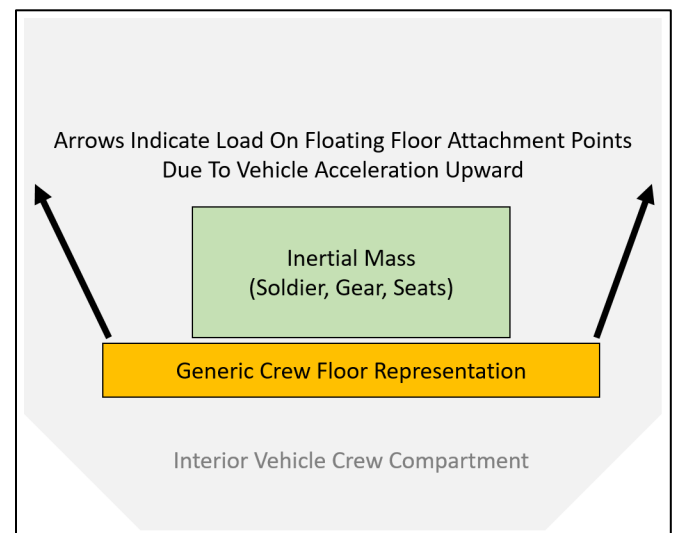 Arrows Indicate Load On Floating Floor Attachment Points
Due To Vehicle Acceleration Upward
Inertial Mass
(Soldier, Gear, Seats)
Generic Crew Floor Representation
Interior Vehicle Crew Compartment